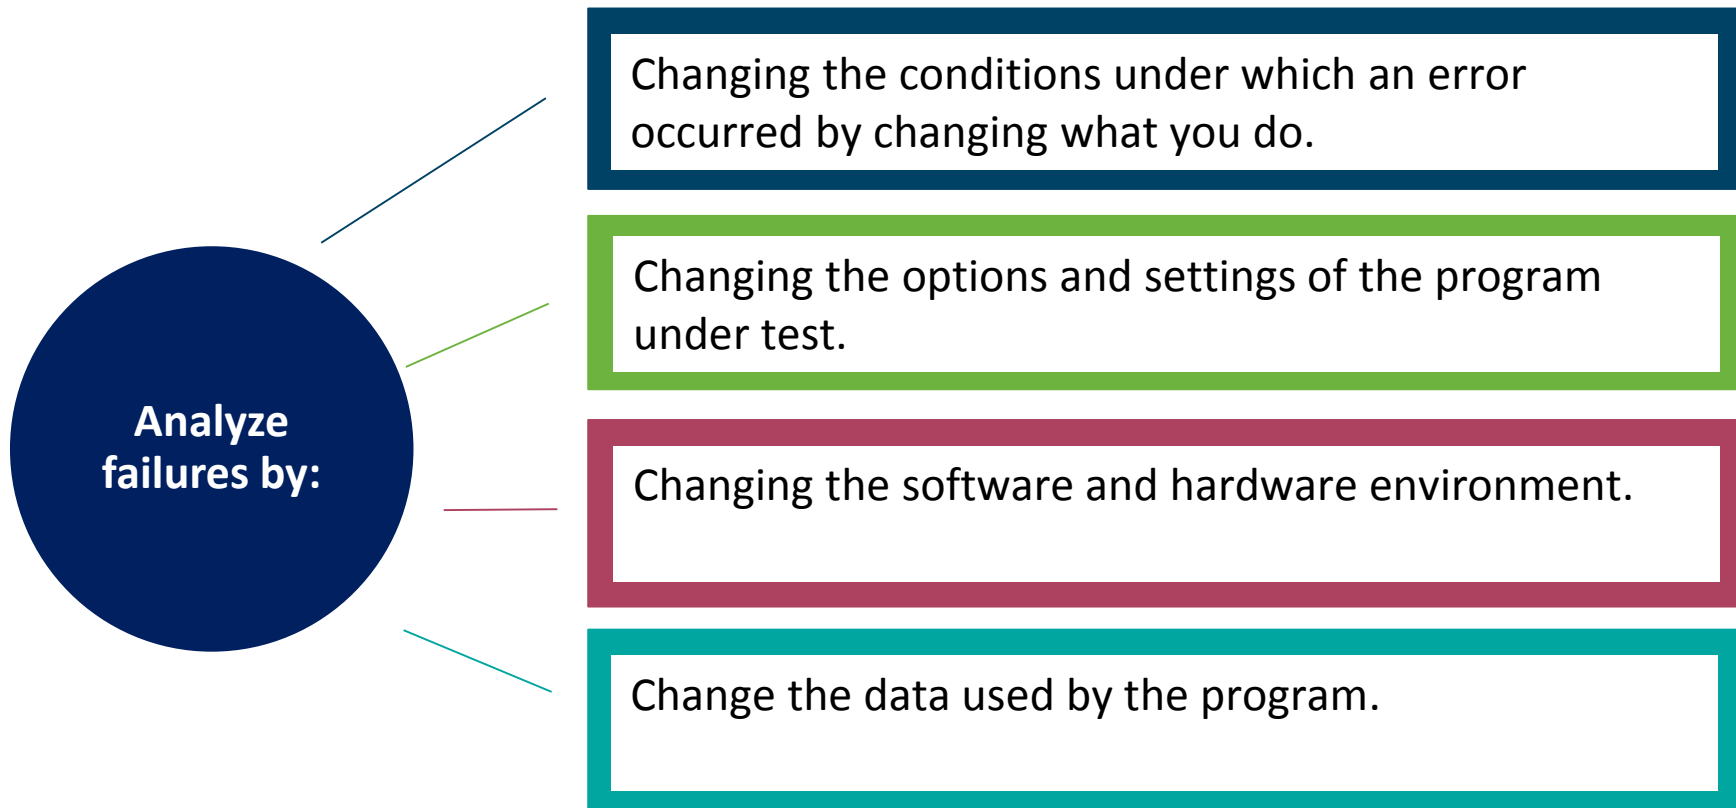 Changing the conditions under which an error
occurred by changing what you do.
Changing the options and settings of the program
under test.
Analyze
failures by:
Changing the software and hardware environment.
Change the data used by the program.